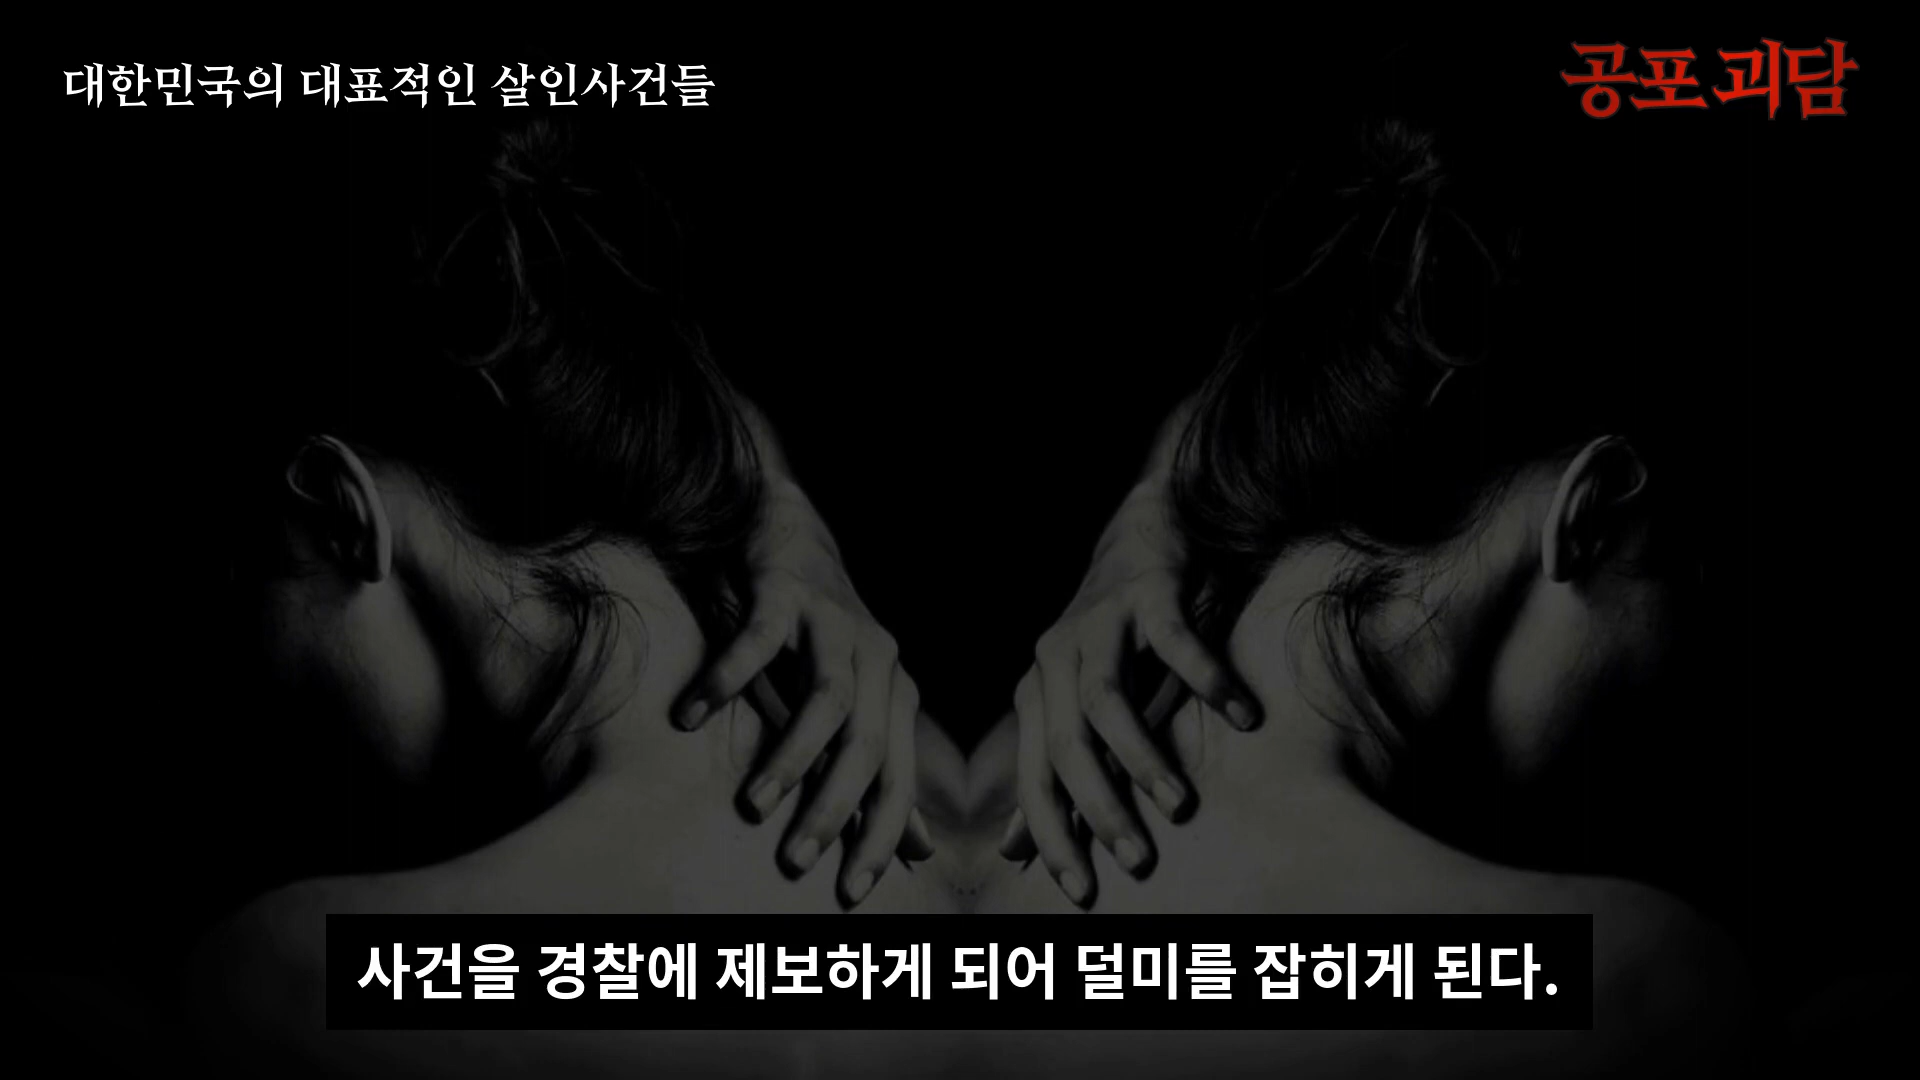 대한민국의 대표적인 살인사건들
공포 괴담
사건을 경찰에 제보하게 되어 덜미를 잡히게 된다.